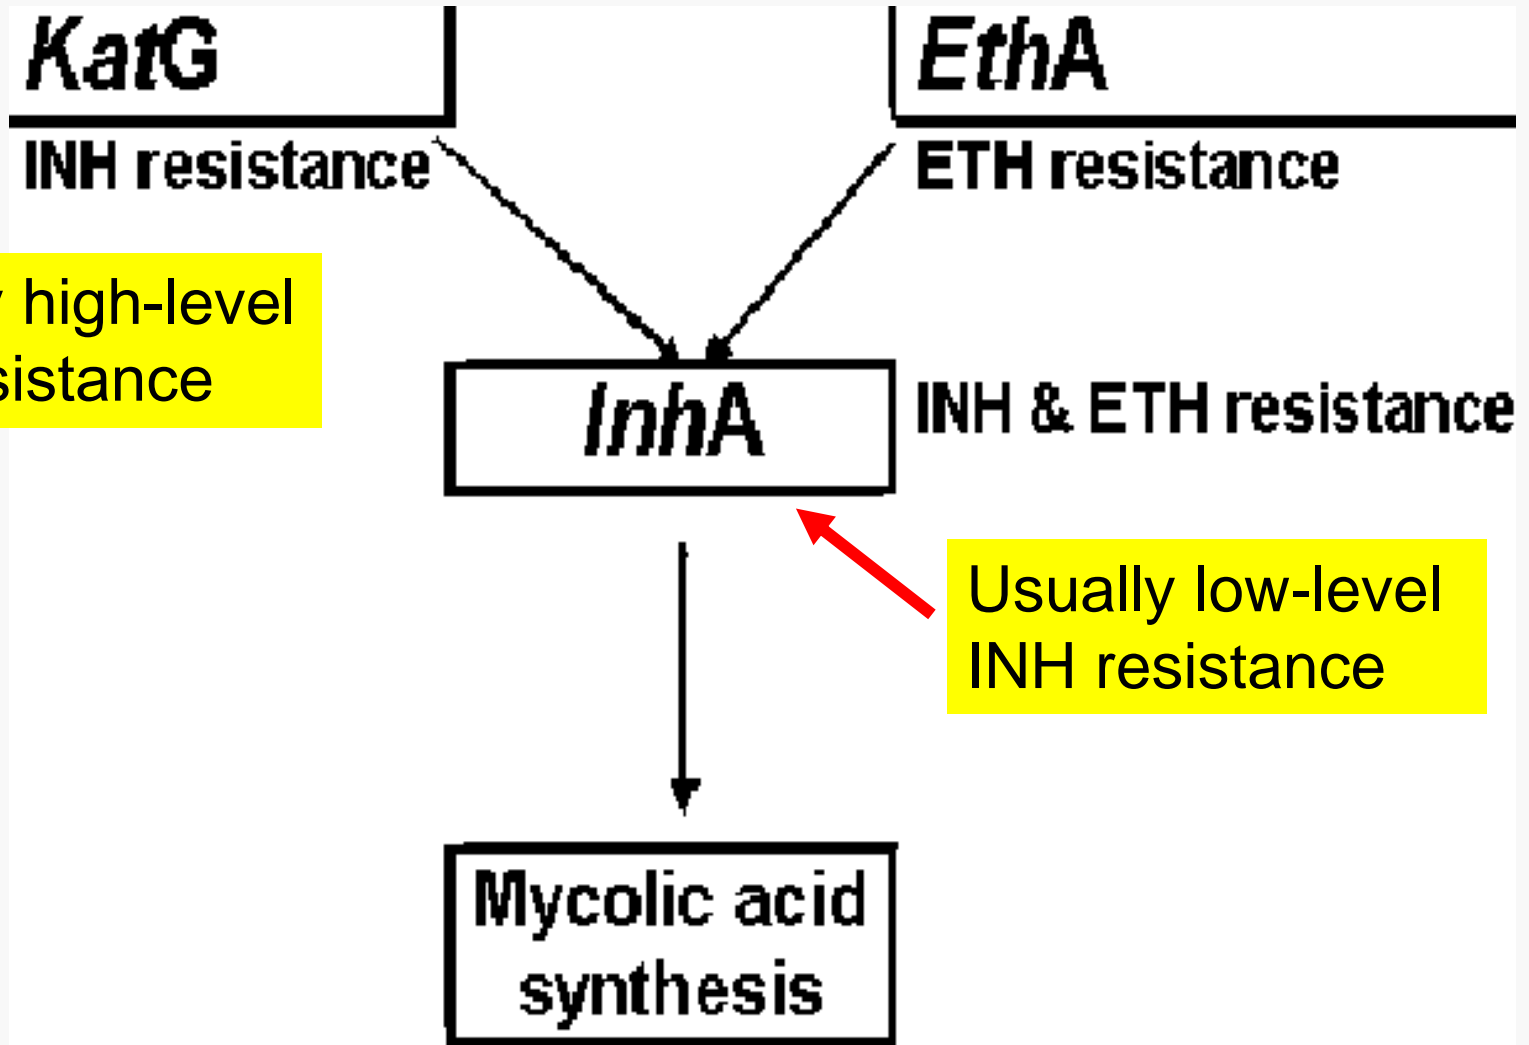 KatG
EthA
INH resistance
ETH resistance
high-level
InhA
INH & ETH resistance
Usually low-level
INH resistance
Mycolic acid
synthesis